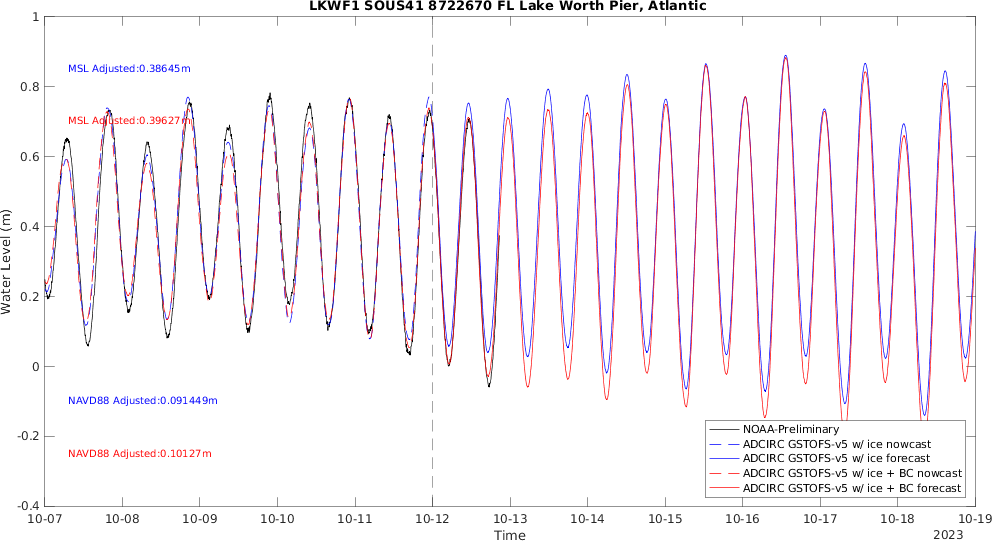 LKWF1 SOUS41 8722670 FL Lake Worth Pier, Atlantic
1
0.8
0.6
0.4
0.2
0
-0.2
-0.4
Water Level (m)
MSL Adjusted:0.38645m
MSL Adjusted:0.39627m
NAVD88 Adjusted:0.091449m
NAVD88 Adjusted:0.10127m
NOAA-Preliminary
ADCIRC GSTOFS-v5 w/ ice nowcast
ADCIRC GSTOFS-v5 w/ ice forecast
ADCIRC GSTOFS-v5 w/ ice + BC nowcast
ADCIRC GSTOFS-v5 w/ ice + BC forecast
10-07 10-08 10-09 10-10 10-11 10-12 10-13 10-14 10-15 10-16 10-17 10-18 10-19
Time
2023